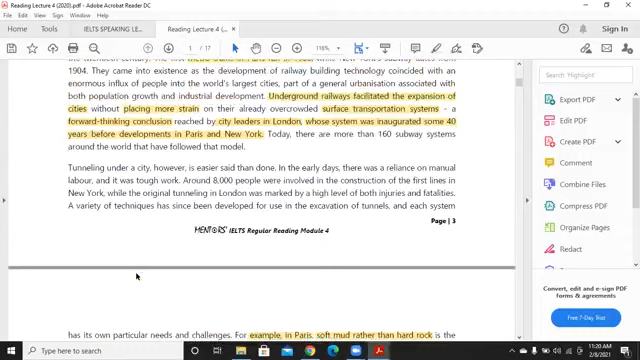 Reading Lecture 4 (2020).pdf - Adobe Acrobat Reader DC
File Edit View Sign Window Help
Home Tools IELTS SPEAKING LEC... Reading Lecture 4 (... × Sign In
1 / 17 116% Share
1904. They came into existence as the development of railway building technology coincided with an
enormous influx of people into the world's largest cities, part of a general urbanisation associated with
both population growth and industrial development. Underground railways facilitated the expansion of
cities without placing more strain on their already overcrowded surface transportation systems - a
forward-thinking conclusion reached by city leaders in London, whose system was inaugurated some 40
years before developments in Paris and New York. Today, there are more than 160 subway systems
around the world that have followed that model.
Tunneling under a city, however, is easier said than done. In the early days, there was a reliance on manual
labour, and it was tough work. Around 8,000 people were involved in the construction of the first lines in
New York, while the original tunneling in London was marked by a high level of both injuries and fatalities.
A variety of techniques has since been developed for use in the excavation of tunnels, and each system
Page | 3
MENTORS' IELTS Regular Reading Module 4
has its own particular needs and challenges. For example, in Paris, soft mud rather than hard rock is the
Search 'Highlight'
Export PDF
Edit PDF
Create PDF
Comment
Combine Files
Compress PDF
Organize Pages
Redact
Convert, edit and e-sign PDF
forms & agreements
Free 7-Day Trial
Type here to search
11:20 AM
2/8/2021